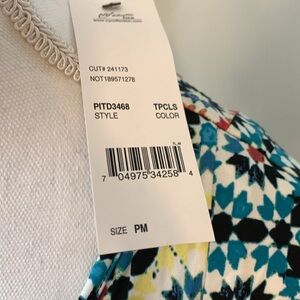 CUT# 241173
NOT189571278
PITD3468 TPCLS
STYLE COLOR
7 04975 34258 4
SIZE PM